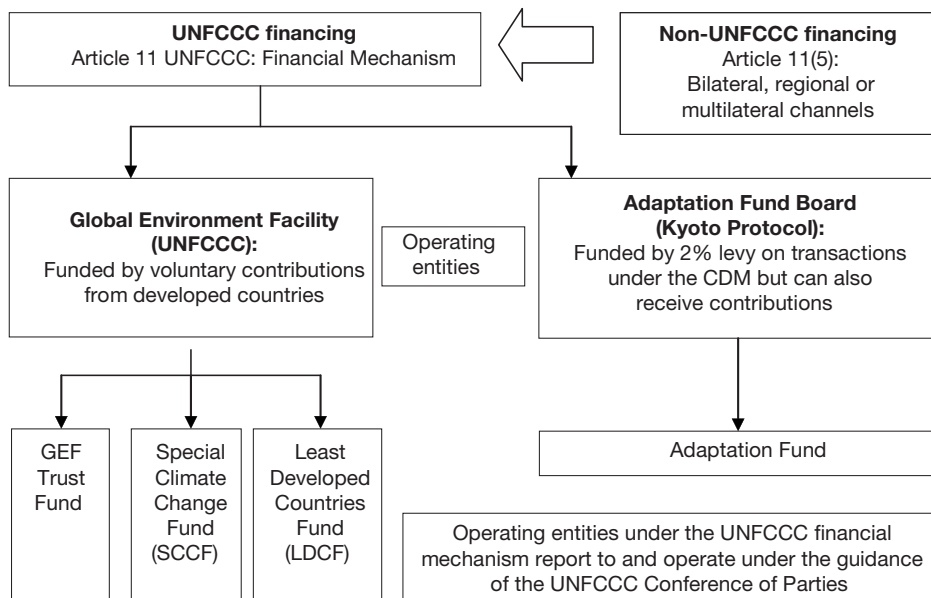 UNFCCC financing
Article 11 UNFCCC: Financial Mechanism
Non-UNFCCC financing
Article 11(5):
Bilateral, regional or
multilateral channels
Global Environment Facility
(UNFCCC):
Funded by voluntary contributions
from developed countries
Operating
entities
Adaptation Fund Board
(Kyoto Protocol):
Funded by 2% levy on transactions
under the CDM but can also
receive contributions
GEF
Trust
Fund
Special
Climate
Change
Fund
(SCCF)
Least
Developed
Countries
Fund
(LDCF)
Adaptation Fund
Operating entities under the UNFCCC financial
mechanism report to and operate under the guidance
of the UNFCCC Conference of Parties